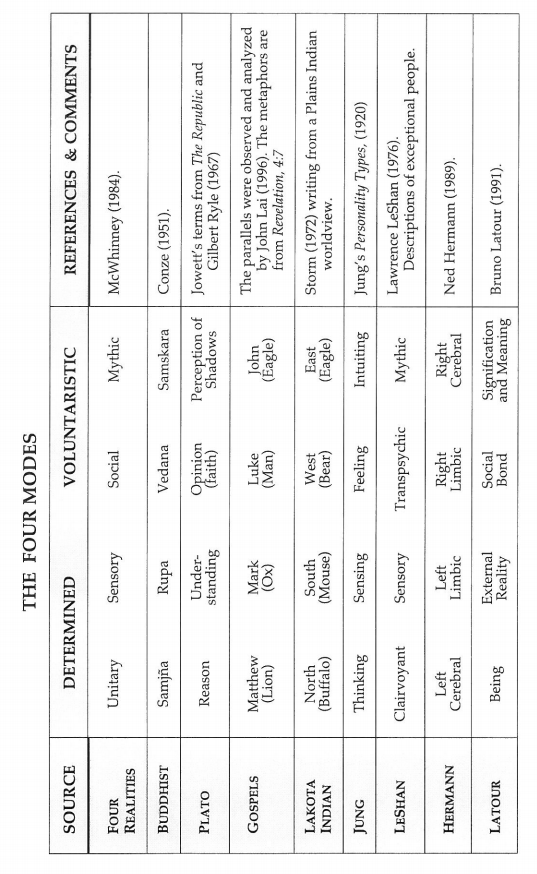 THE FOUR MODES
SOURCE DETERMINED VOLUNTARISTIC REFERENCES & COMMENTS
FOUR
REALITIES
Unitary Sensory Social Mythic McWhinney (1984).
BUDDHIST Samjña Rupa Vedana Samskara Conze (1951).
PLATO
Reason
Under-
standing
Opinion
(faith)
Perception of
Shadows
Jowett's terms from The Republic and
Gilbert Ryle (1967)
GOSPELS
Matthew
(Lion)
Mark
(Ox)
Luke
(Man)
John
(Eagle)
The parallels were observed and analyzed
by John Lai (1996). The metaphors are
from Revelation, 4:7
LAKOTA
INDIAN
North
(Buffalo)
South
(Mouse)
West
(Bear)
East
(Eagle)
Storm (1972) writing from a Plains Indian
worldview.
JUNG Thinking Sensing Feeling Intuiting Jung's Personality Types, (1920)
LESHAN Clairvoyant Sensory Transpsychic Mythic
Lawrence LeShan (1976).
Descriptions of exceptional people.
HERMANN
Left
Cerebral
Left
Limbic
Right
Limbic
Right
Cerebral
Ned Hermann (1989).
LATOUR
Being
External
Reality
Social
Bond
Signification
and Meaning
Bruno Latour (1991).